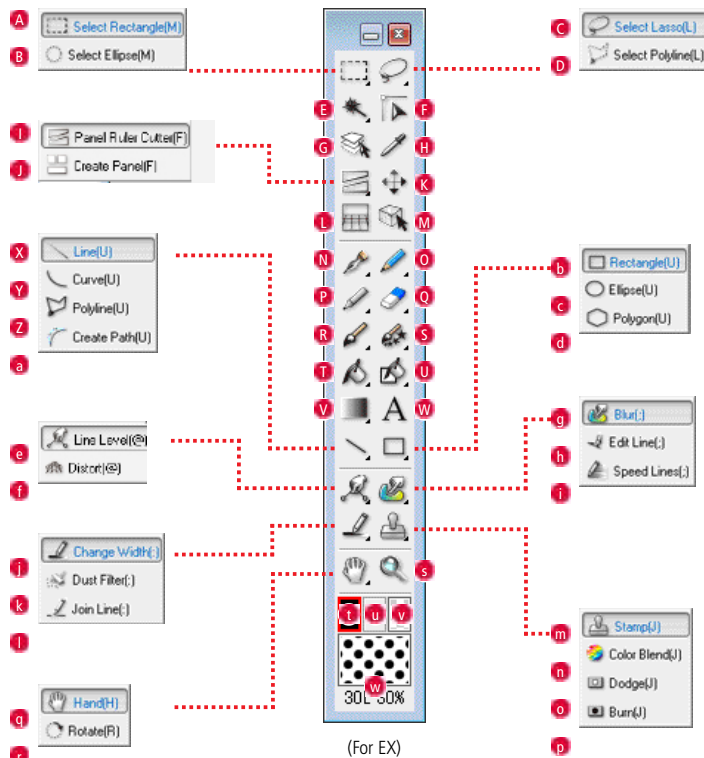 A Select Rectangle(M)
B Select Ellipse(M)
C Select Lasso(L)
D Select Polyline(L)
E F
G H
I Panel Ruler Cutter(F)
J Create Panel(F)
K
L M
N O
P Q
R S
T U
V A W
X Line(U)
Y Curve(U)
Z Polyline(U)
a Create Path(U)
b Rectangle(U)
c Ellipse(U)
d Polygon(U)
e Line Level(@)
f Distort(@)
g Blur(;)
h Edit Line(;)
i Speed Lines(;)
j Change Width(:)
k Dust Filter(:)
l Join Line(:)
m Stamp(J)
n Color Blend(J)
o Dodge(J)
p Burn(J)
q Hand(H)
r Rotate(R)
s
t u v
w
30L 30%
(For EX)